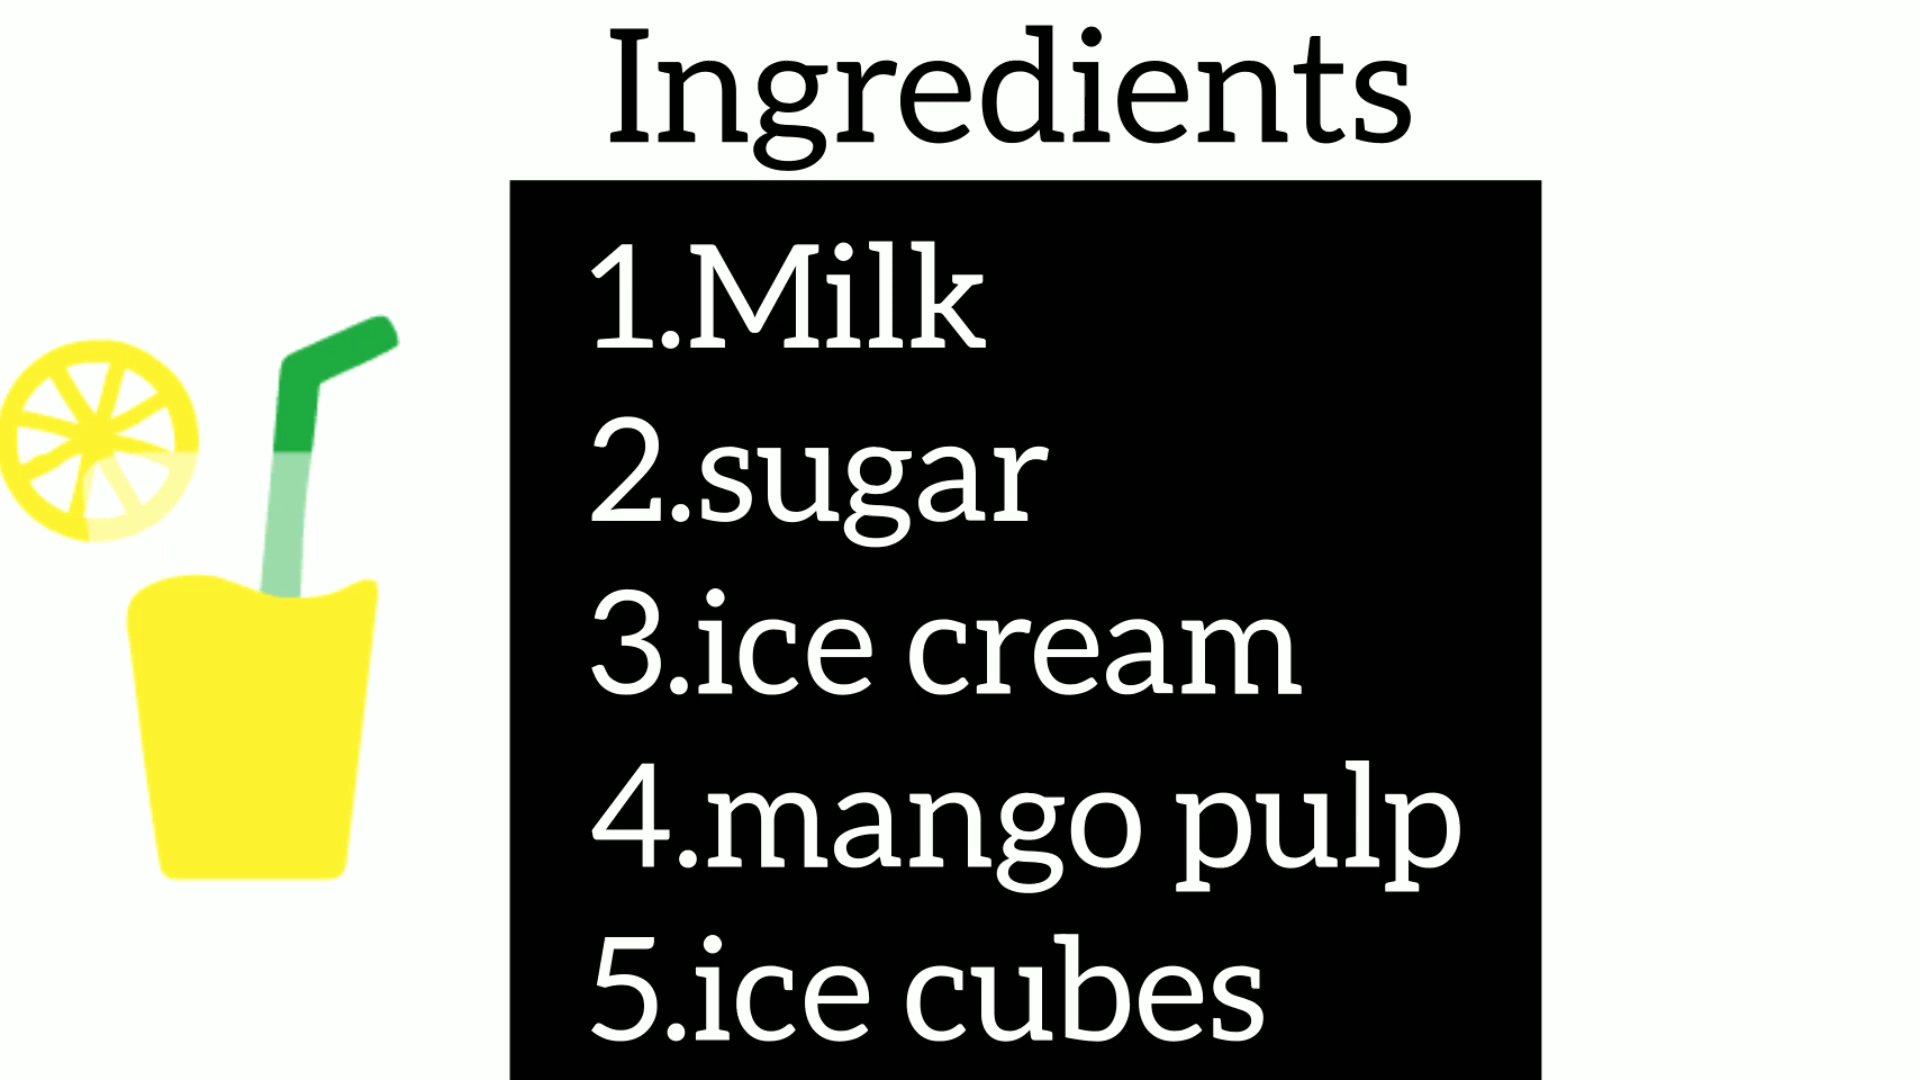 Ingredients
1.Milk
2.sugar
3.ice cream
4.mango pulp
5.ice cubes